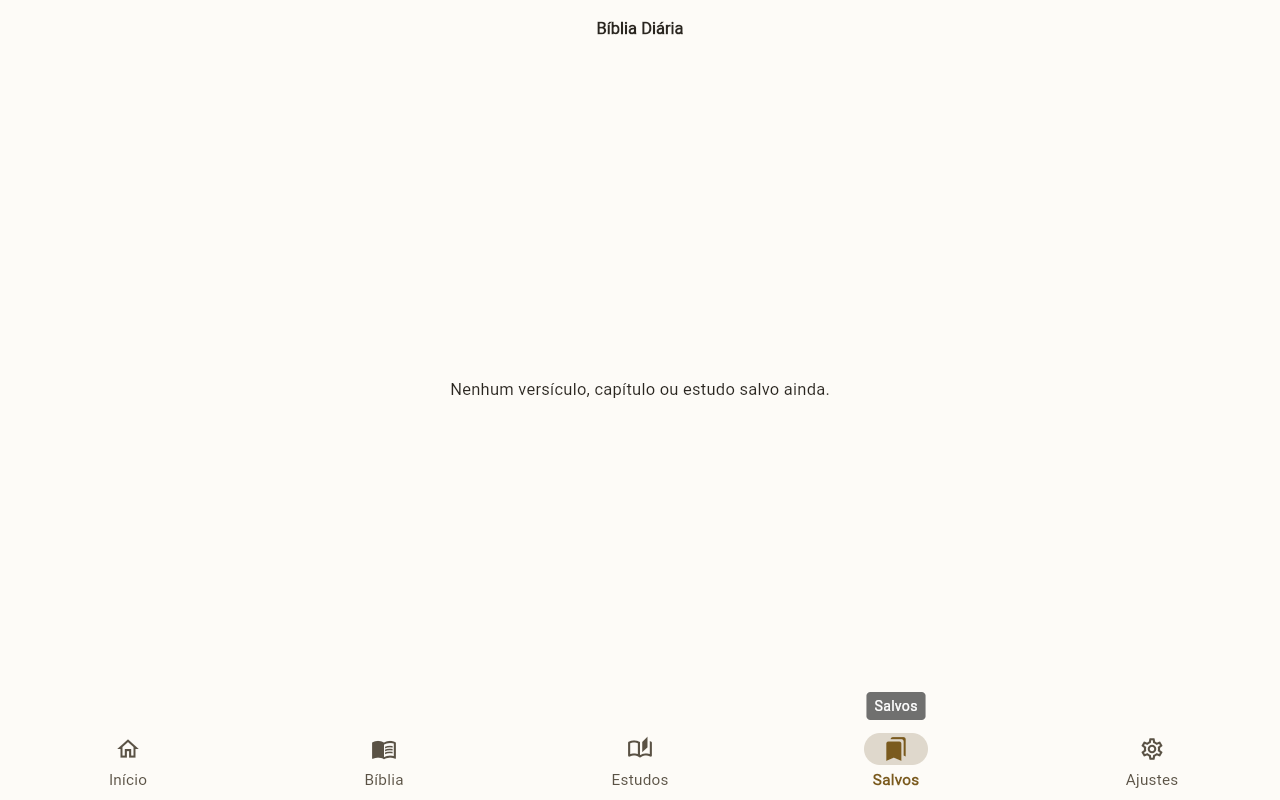 Bíblia Diária
Nenhum versículo, capítulo ou estudo salvo ainda.
Salvos
Início
Bíblia
Estudos
Salvos
Ajustes